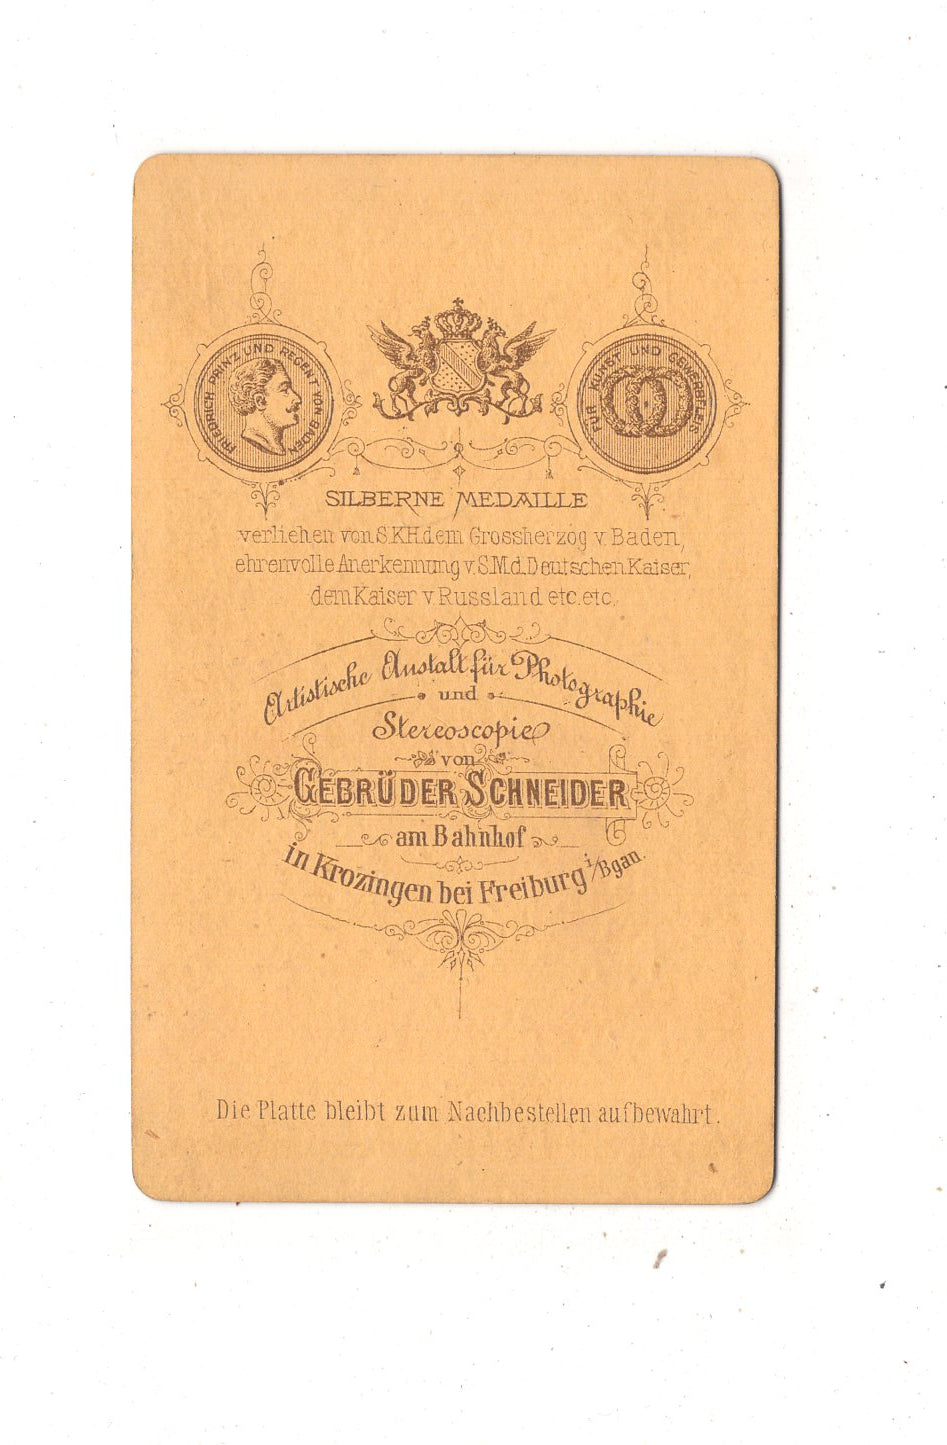 FRIEDRICH PRINZ UND REGENT VON BADEN
FÜR KUNST UND GEWERBFLEIS
SILBERNE MEDAILLE
verliehen von S.K.H.dem Grossherzog v. Baden,
ehrenvolle Anerkennung v. S.M.d.Deutschen Kaiser,
dem Kaiser v Russland etc. etc.
Artistische Anstalt für Photographie
und
Stereoscopie
von
GEBRÜDER SCHNEIDER
am Bahnhof
in Krozingen bei Freiburg i/Bgau.
Die Platte bleibt zum Nachbestellen aufbewahrt.